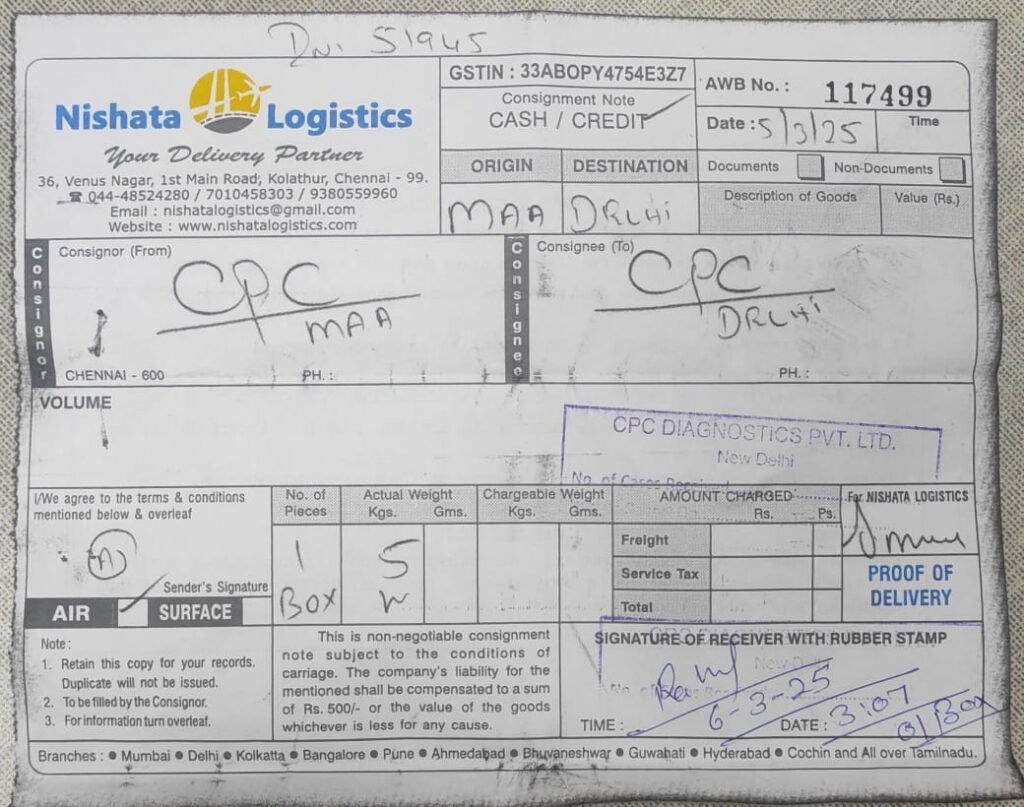 51945
Nishata Logistics
Your Delivery Partner
36, Venus Nagar, 1st Main Road, Kolathur, Chennai - 99.
☎ 044-48524280 / 7010458303 / 9380559960
Email : nishatalogistics@gmail.com
Website : www.nishatalogistics.com
GSTIN : 33ABOPY4754E3Z7
Consignment Note
CASH / CREDIT
AWB No. : 117499
Date : 5/3/25
Time
ORIGIN
DESTINATION
MAA
DRLHi
Documents
Non-Documents
Description of Goods
Value (Rs.)
Consignor
Consignor (From)
CPC
MAA
CHENNAI - 600
PH. :
Consignee
Consignee (To)
CPC
DRLHi
PH. :
VOLUME
CPC DIAGNOSTICS PVT. LTD.
New Delhi
No. of Cases Received
I/We agree to the terms & conditions
mentioned below & overleaf
Sender's Signature
AIR
SURFACE
No. of
Pieces
1
BOX
Actual Weight
Kgs.
Gms.
5
Chargeable Weight
Kgs.
Gms.
AMOUNT CHARGED
Rs.
Ps.
Freight
Service Tax
Total
For NISHATA LOGISTICS
PROOF OF
DELIVERY
Note :
1. Retain this copy for your records.
Duplicate will not be issued.
2. To be filled by the Consignor.
3. For information turn overleaf.
This is non-negotiable consignment
note subject to the conditions of
carriage. The company's liability for the
mentioned shall be compensated to a sum
of Rs. 500/- or the value of the goods
whichever is less for any cause.
SIGNATURE OF RECEIVER WITH RUBBER STAMP
New Delhi
6-3-25
TIME :
DATE :
3:07
01 Box
Branches : ● Mumbai ● Delhi ● Kolkatta ● Bangalore ● Pune ● Ahmedabad ● Bhuvaneshwar ● Guwahati ● Hyderabad ● Cochin and All over Tamilnadu.